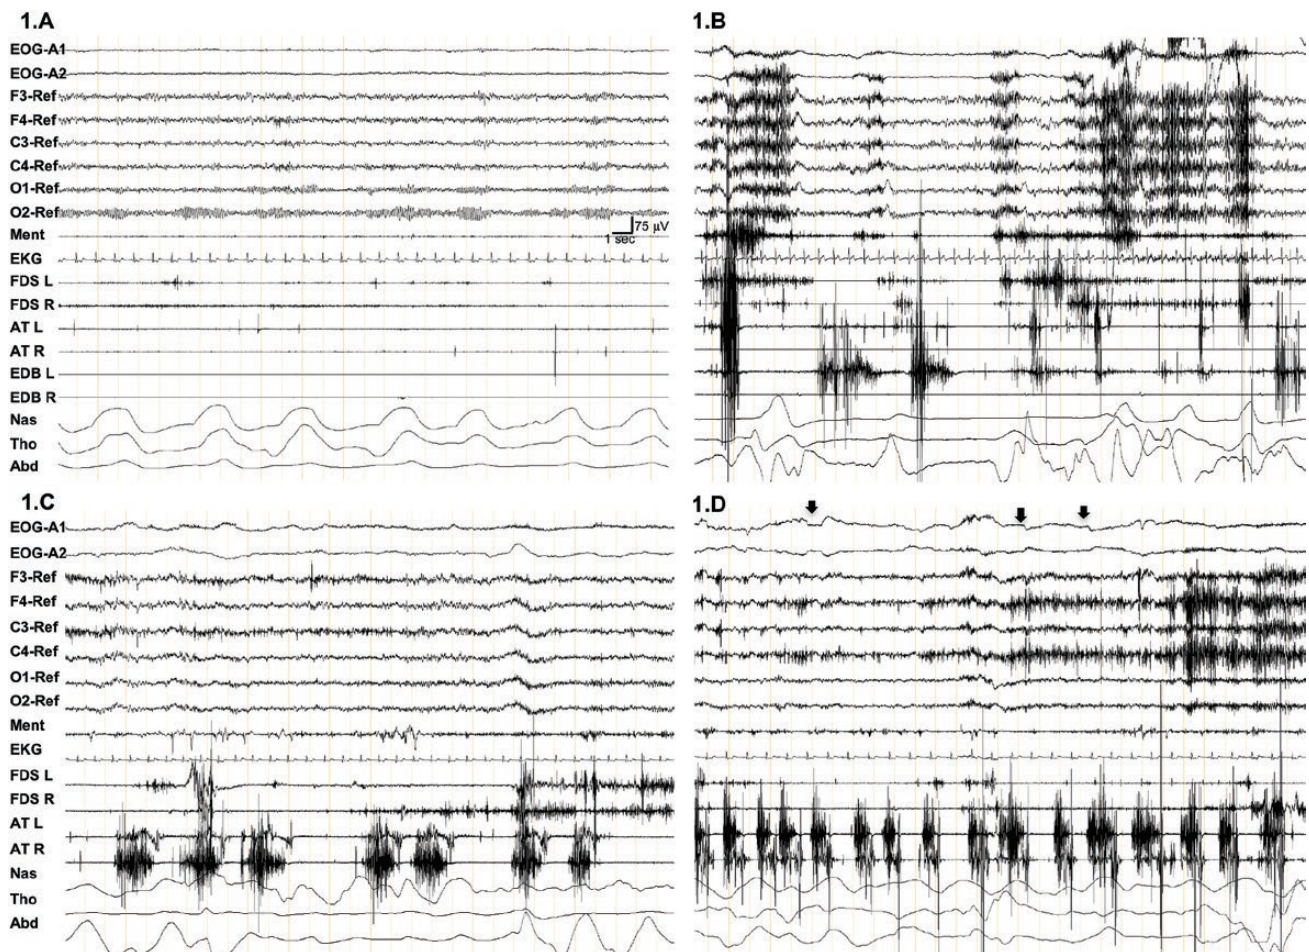 1.A
EOG-A1
EOG-A2
F3-Ref
F4-Ref
C3-Ref
C4-Ref
O1-Ref
O2-Ref
Ment
75 µV
1 sec
EKG
FDS L
FDS R
AT L
AT R
EDB L
EDB R
Nas
Tho
Abd
1.B
1.C
EOG-A1
EOG-A2
F3-Ref
F4-Ref
C3-Ref
C4-Ref
O1-Ref
O2-Ref
Ment
EKG
FDS L
FDS R
AT L
AT R
Nas
Tho
Abd
1.D